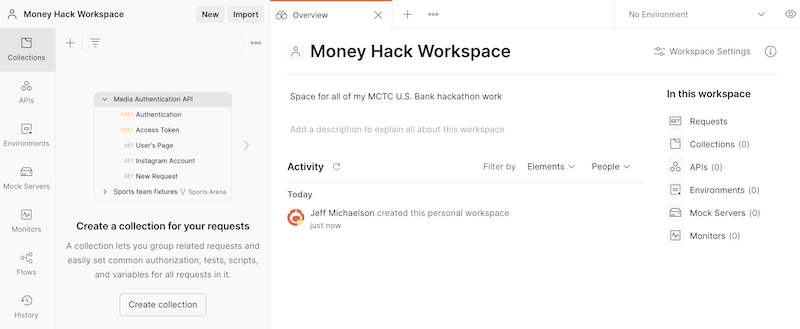 Money Hack Workspace
New
Import
Overview
No Environment
Collections
APIs
Environments
Mock Servers
Monitors
Flows
History
Media Authentication API
POST Authentication
POST Access Token
GET User's Page
GET Instagram Account
GET New Request
Sports team fixtures Sports Arena
Create a collection for your requests
A collection lets you group related requests and
easily set common authorization, tests, scripts,
and variables for all requests in it.
Create collection
Money Hack Workspace
Workspace Settings
Space for all of my MCTC U.S. Bank hackathon work
Add a description to explain all about this workspace
Activity
Filter by Elements People
Today
Jeff Michaelson created this personal workspace
just now
In this workspace
GET Requests
Collections (0)
APIs (0)
Environments (0)
Mock Servers (0)
Monitors (0)